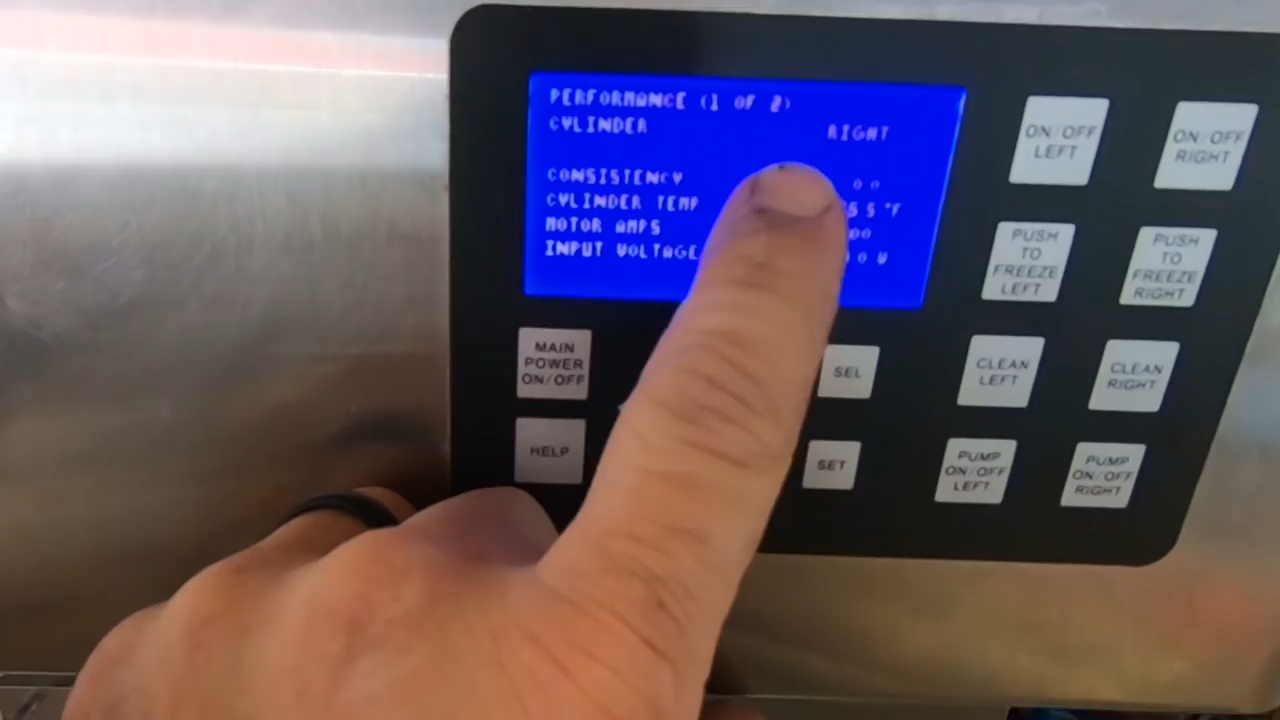 PERFORMANCE (1 OF 2)
CYLINDER RIGHT
CONSISTENCY
CYLINDER TEMP °F
MOTOR AMPS
INPUT VOLTAGE V
ON/OFF
LEFT
ON/OFF
RIGHT
PUSH
TO
FREEZE
LEFT
PUSH
TO
FREEZE
RIGHT
MAIN
POWER
ON/OFF
SEL
CLEAN
LEFT
CLEAN
RIGHT
HELP
SET
PUMP
ON/OFF
LEFT
PUMP
ON/OFF
RIGHT